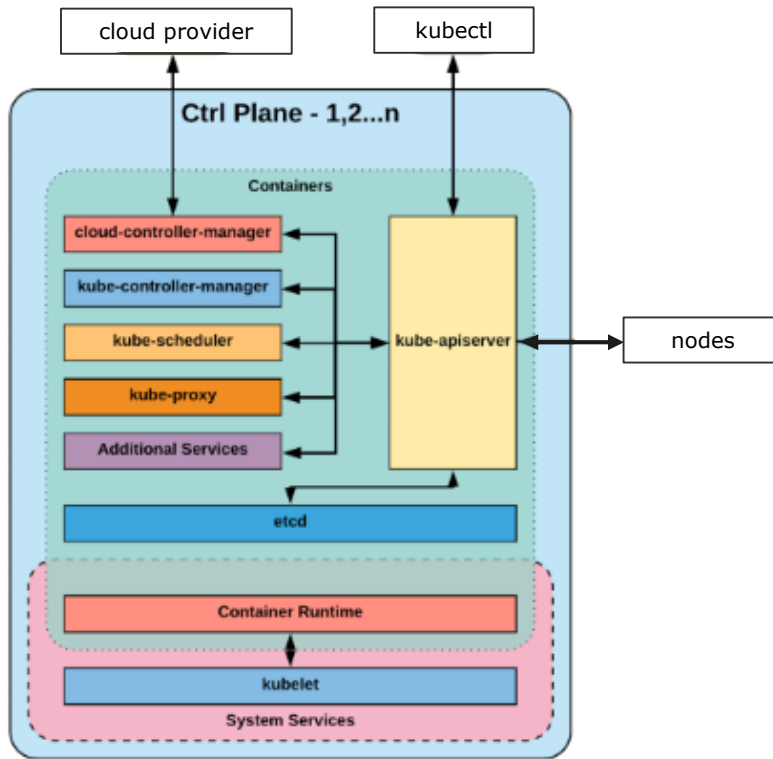 cloud provider
kubectl
Ctrl Plane - 1,2...n
Containers
cloud-controller-manager
kube-controller-manager
kube-scheduler
kube-proxy
Additional Services
kube-apiserver
nodes
etcd
Container Runtime
kubelet
System Services